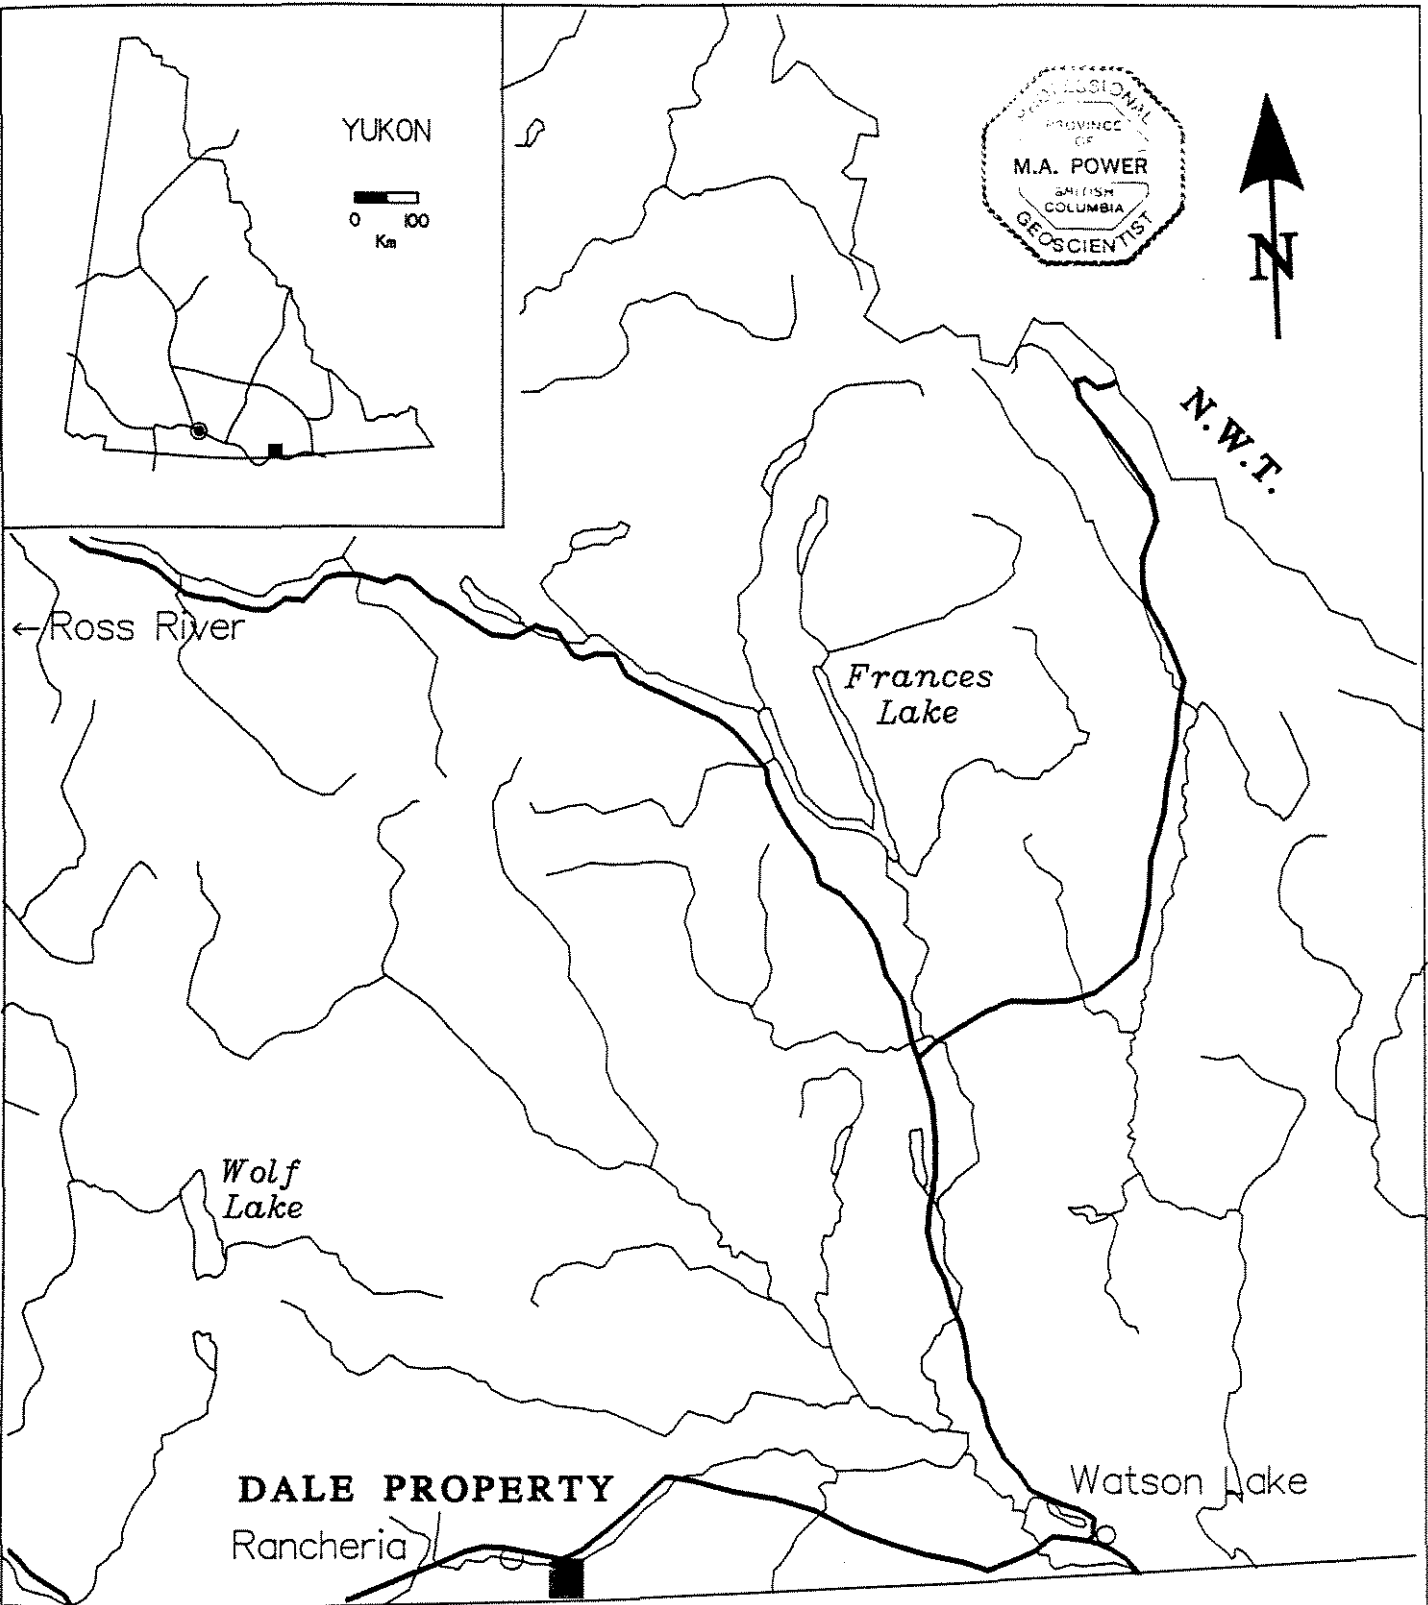 YUKON
0 100
Km
PROFESSIONAL
PROVINCE
OF
M.A. POWER
BRITISH
COLUMBIA
GEOSCIENTIST
N
N.W.T.
←Ross River
Frances
Lake
Wolf
Lake
DALE PROPERTY
Rancheria
Watson Lake